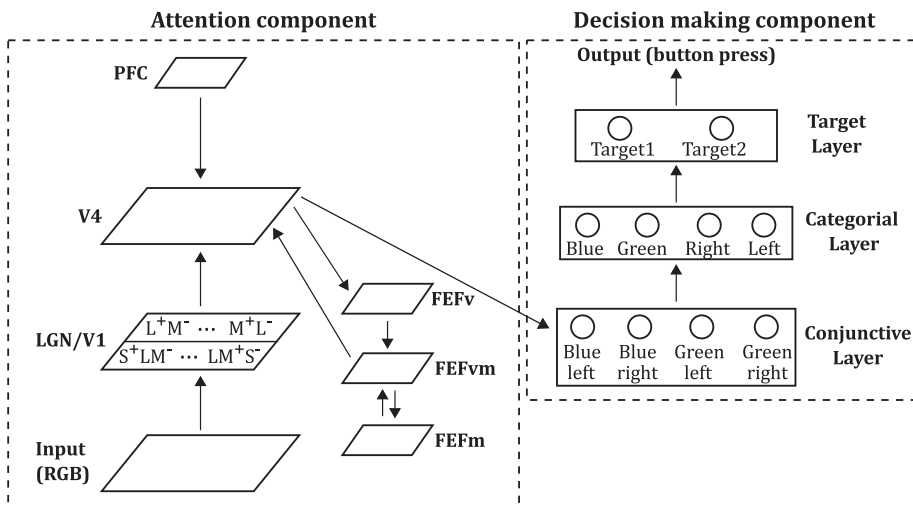 Attention component
PFC
V4
LGN/V1
L⁺M⁻ ··· M⁺L⁻
S⁺LM⁻ ··· LM⁺S⁻
Input
(RGB)
FEFv
FEFvm
FEFm
Decision making component
Output (button press)
Target1 Target2
Target
Layer
Blue Green Right Left
Categorial
Layer
Blue Blue Green Green
left right left right
Conjunctive
Layer